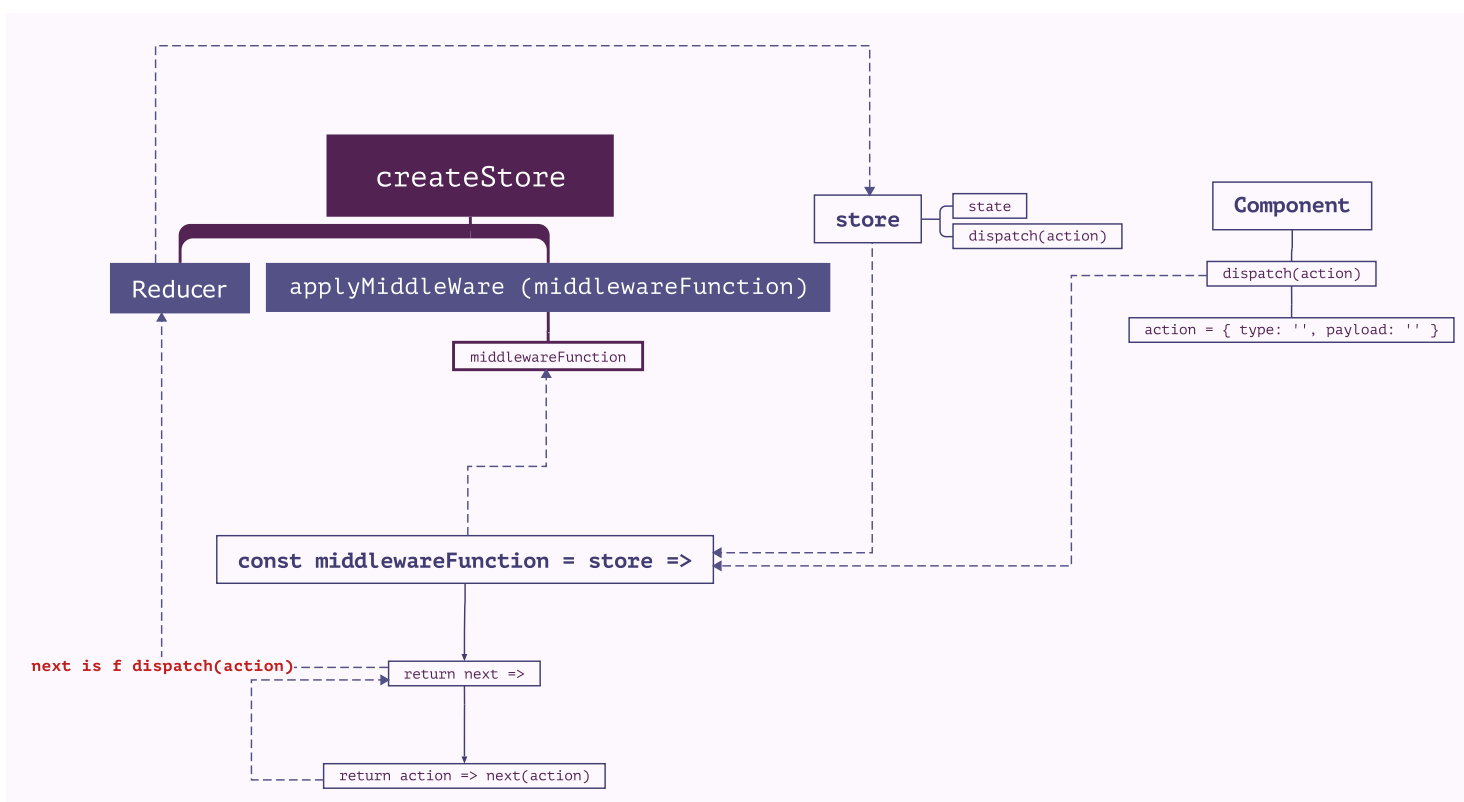 createStore
Reducer
applyMiddleWare (middlewareFunction)
middlewareFunction
store
state
dispatch(action)
Component
dispatch(action)
action = { type: '', payload: '' }
const middlewareFunction = store =>
next is f dispatch(action)
return next =>
return action => next(action)